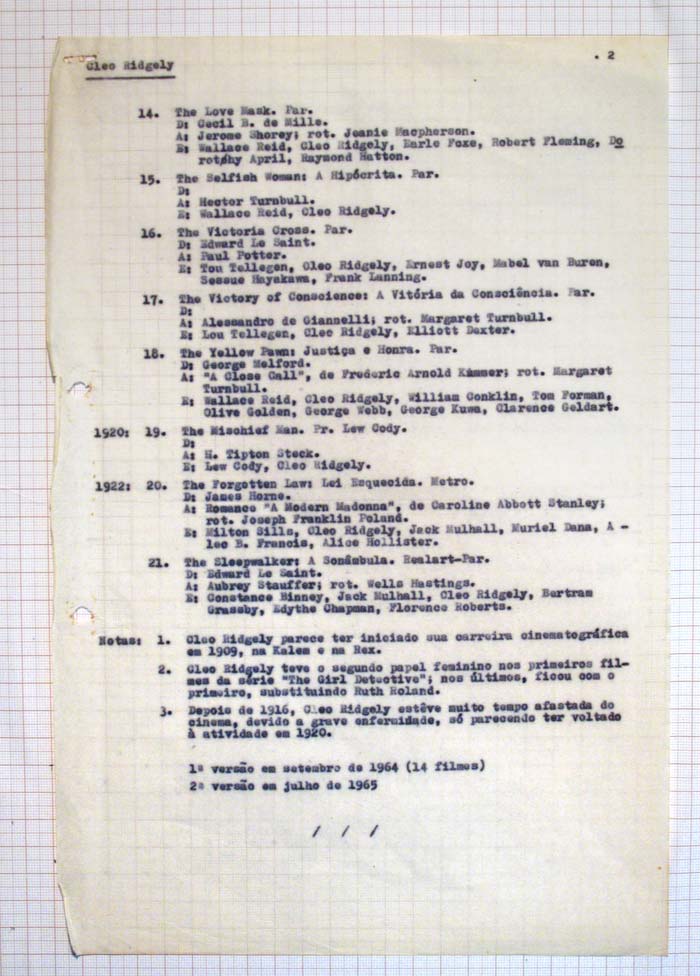 Cleo Ridgely
. 2
14. The Love Mask. Par.
D: Cecil B. de Mille.
A: Jerome Shorey; rot. Jeanie Macpherson.
E: Wallace Reid, Cleo Ridgely, Earle Foxe, Robert Fleming, Do
rothy April, Raymond Hatton.
15. The Selfish Woman: A Hipócrita. Par.
D:
A: Hector Turnbull.
E: Wallace Reid, Cleo Ridgely.
16. The Victoria Cross. Par.
D: Edward Le Saint.
A: Paul Potter.
E: Tou Tellegen, Cleo Ridgely, Ernest Joy, Mabel van Buren,
Sessue Hayakawa, Frank Lanning.
17. The Victory of Conscience: A Vitória da Consciência. Par.
D:
A: Alessandro de Giannelli; rot. Margaret Turnbull.
E: Lou Tellegen, Cleo Ridgely, Elliott Dexter.
18. The Yellow Pawn: Justiça e Honra. Par.
D: George Melford.
A: "A Close Call", de Frederic Arnold Kummer; rot. Margaret
Turnbull.
E: Wallace Reid, Cleo Ridgely, William Conklin, Tom Forman,
Olive Golden, George Webb, George Kuwa, Clarence Geldart.
1920: 19. The Mischief Man. Pr. Lew Cody.
D:
A: H. Tipton Steck.
E: Lew Cody, Cleo Ridgely.
1922: 20. The Forgotten Law: Lei Esquecida. Metro.
D: James Horne.
A: Romance "A Modern Madonna", de Caroline Abbott Stanley;
rot. Joseph Franklin Poland.
E: Milton Sills, Cleo Ridgely, Jack Mulhall, Muriel Dana, A -
lec B. Francis, Alice Hollister.
21. The Sleepwalker: A Sonâmbula. Realart-Par.
D: Edward Le Saint.
A: Aubrey Stauffer; rot. Wells Hastings.
E: Constance Binney, Jack Mulhall, Cleo Ridgely, Bertram
Grassby, Edythe Chapman, Florence Roberts.
Notas: 1. Cleo Ridgely parece ter iniciado sua carreira cinematográfica
em 1909, na Kalem e na Rex.
2. Cleo Ridgely teve o segundo papel feminino nos primeiros fil-
mes da série "The Girl Detective"; nos últimos, ficou com o
primeiro, substituindo Ruth Roland.
3. Depois de 1916, Cleo Ridgely estêve muito tempo afastada do
cinema, devido a grave enfermidade, só parecendo ter voltado
à atividade em 1920.
1ª versão em setembro de 1964 (14 filmes)
2ª versão em julho de 1965
/ / /